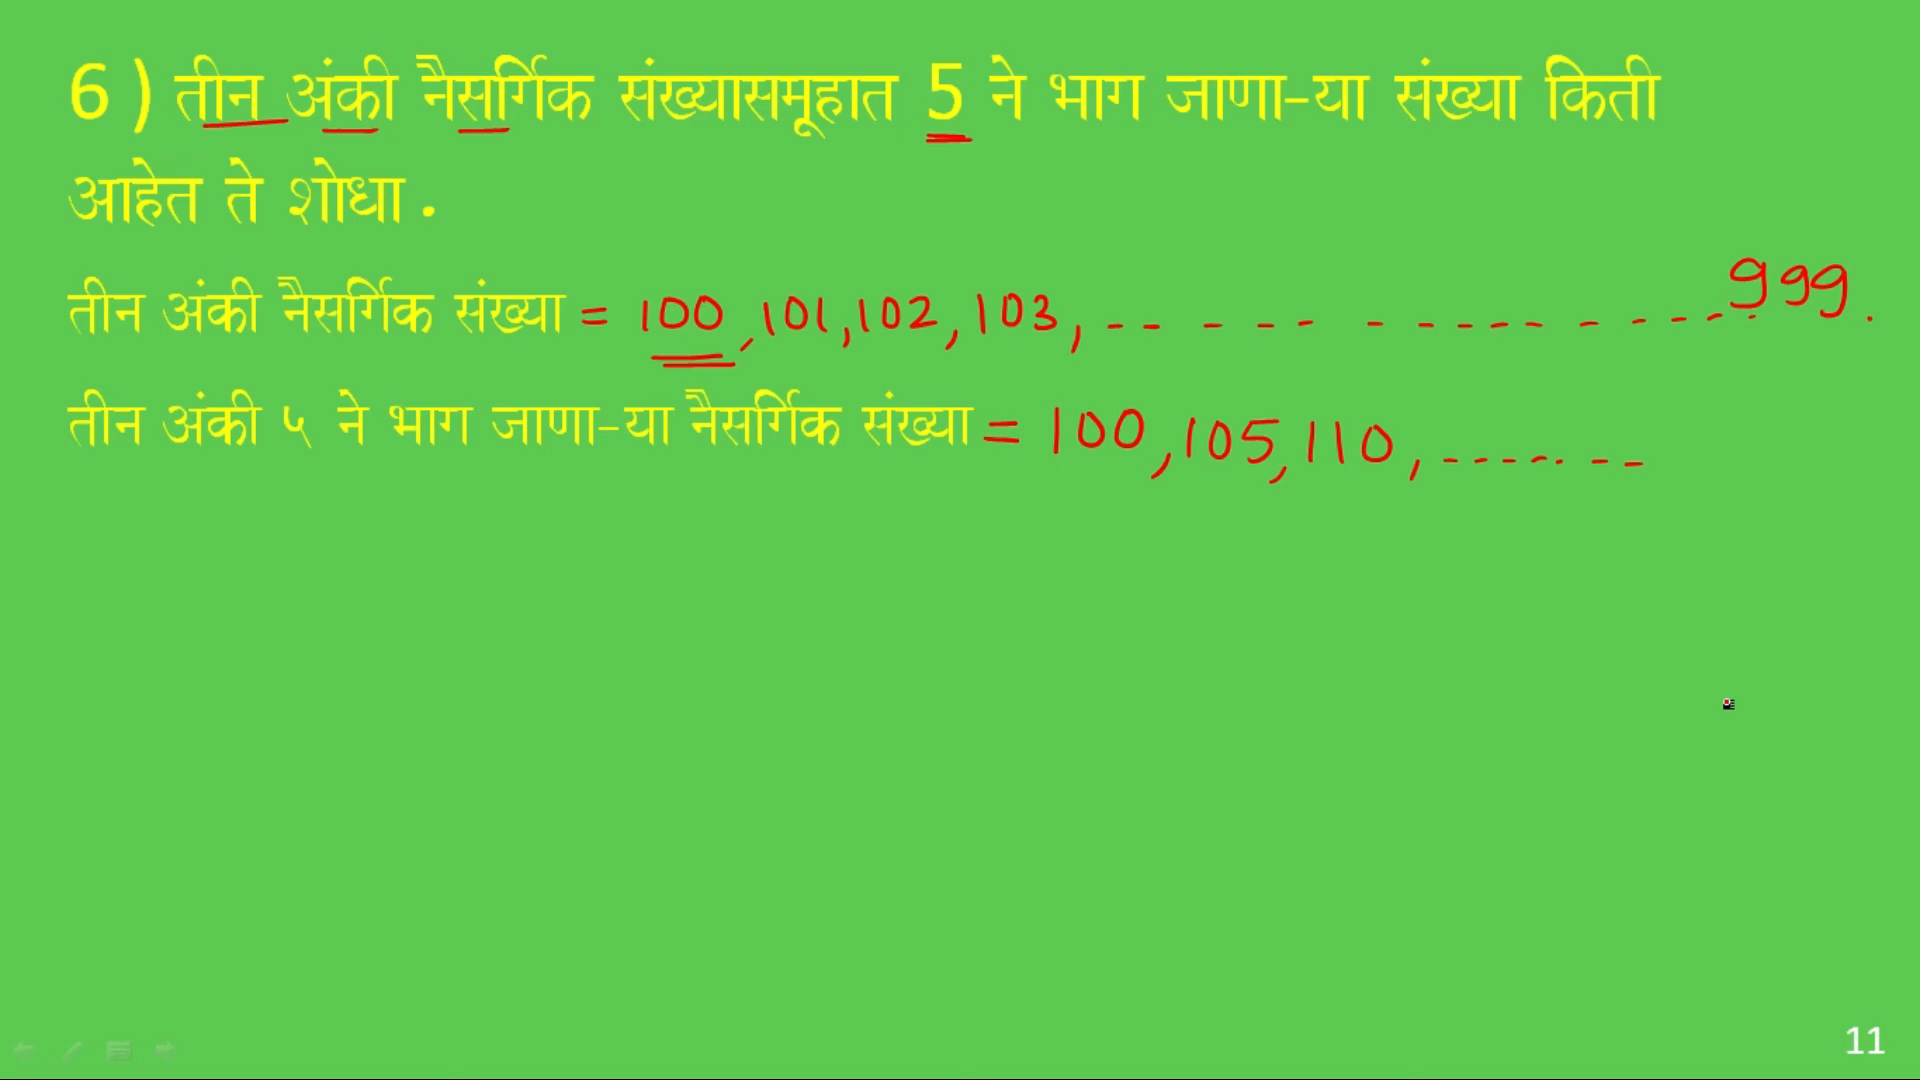 6 ) तीन अंकी नैसर्गिक संख्यासमूहात 5 ने भाग जाणा-या संख्या किती
आहेत ते शोधा .
तीन अंकी नैसर्गिक संख्या = 100 , 101 , 102 , 103 , -- - -- - ---- - ----- 999 .
तीन अंकी ५ ने भाग जाणा-या नैसर्गिक संख्या = 100 , 105 , 110 , --------
11